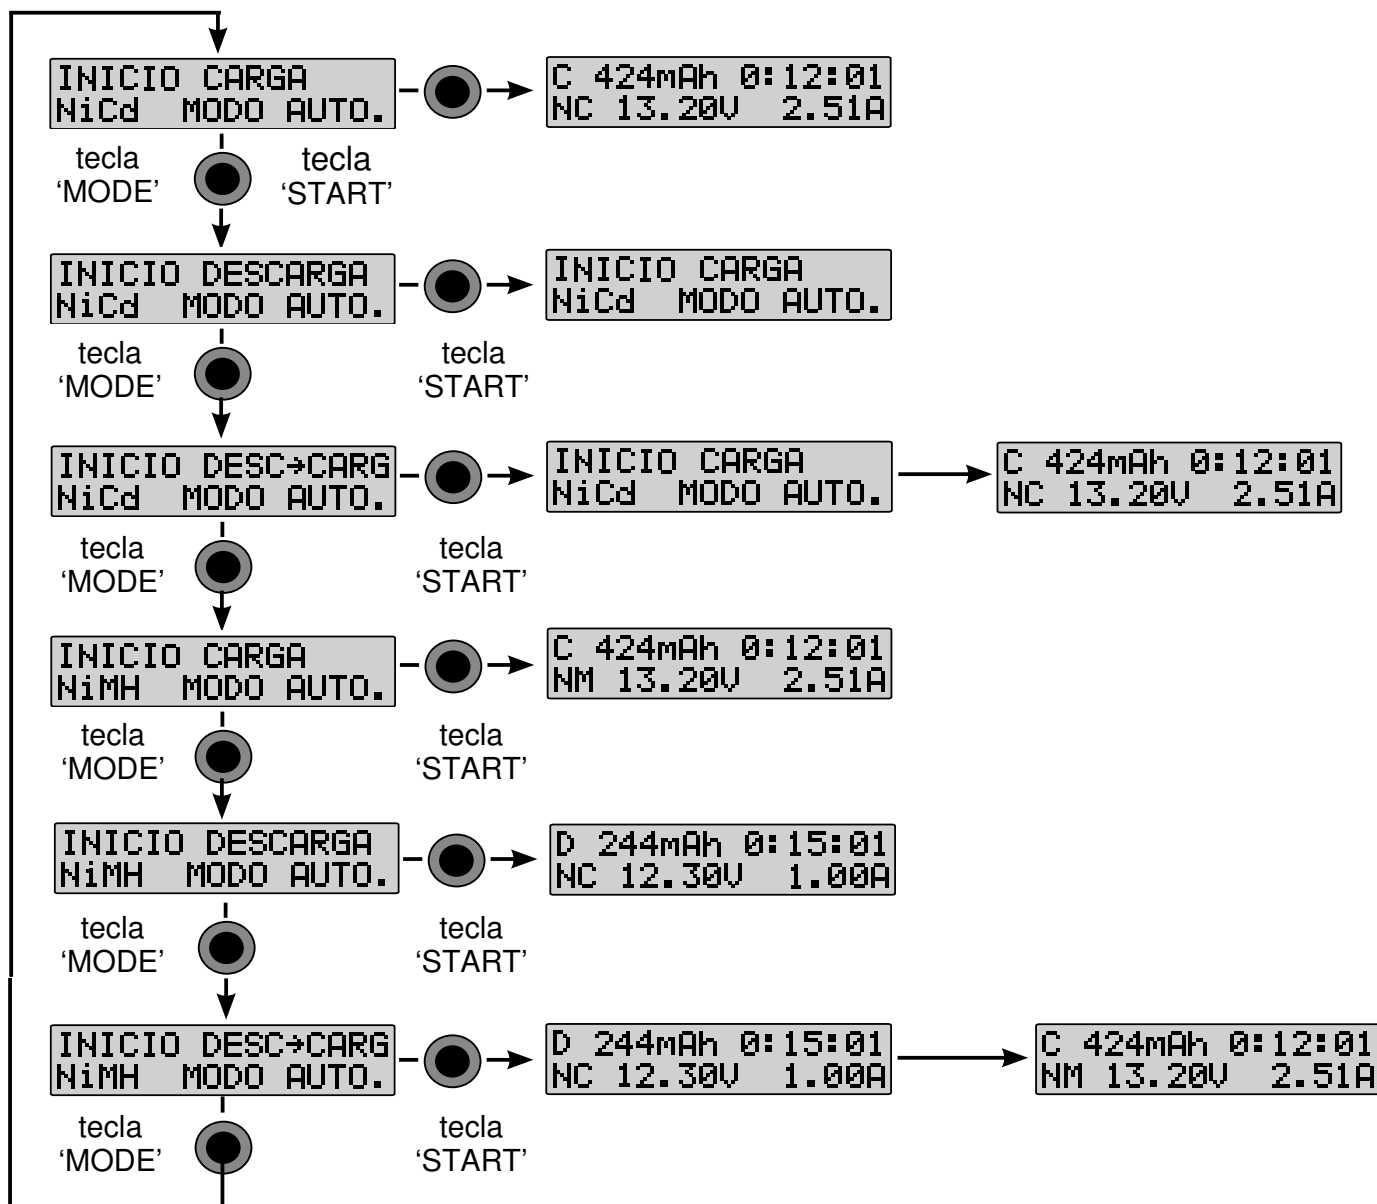 INICIO CARGA
NiCd MODO AUTO.
C 424mAh 0:12:01
NC 13.20V 2.51A
tecla
‘MODE’
tecla
‘START’
INICIO DESCARGA
NiCd MODO AUTO.
INICIO CARGA
NiCd MODO AUTO.
tecla
‘MODE’
tecla
‘START’
INICIO DESC→CARG
NiCd MODO AUTO.
INICIO CARGA
NiCd MODO AUTO.
C 424mAh 0:12:01
NC 13.20V 2.51A
tecla
‘MODE’
tecla
‘START’
INICIO CARGA
NiMH MODO AUTO.
C 424mAh 0:12:01
NM 13.20V 2.51A
tecla
‘MODE’
tecla
‘START’
INICIO DESCARGA
NiMH MODO AUTO.
D 244mAh 0:15:01
NC 12.30V 1.00A
tecla
‘MODE’
tecla
‘START’
INICIO DESC→CARG
NiMH MODO AUTO.
D 244mAh 0:15:01
NC 12.30V 1.00A
C 424mAh 0:12:01
NM 13.20V 2.51A
tecla
‘MODE’
tecla
‘START’